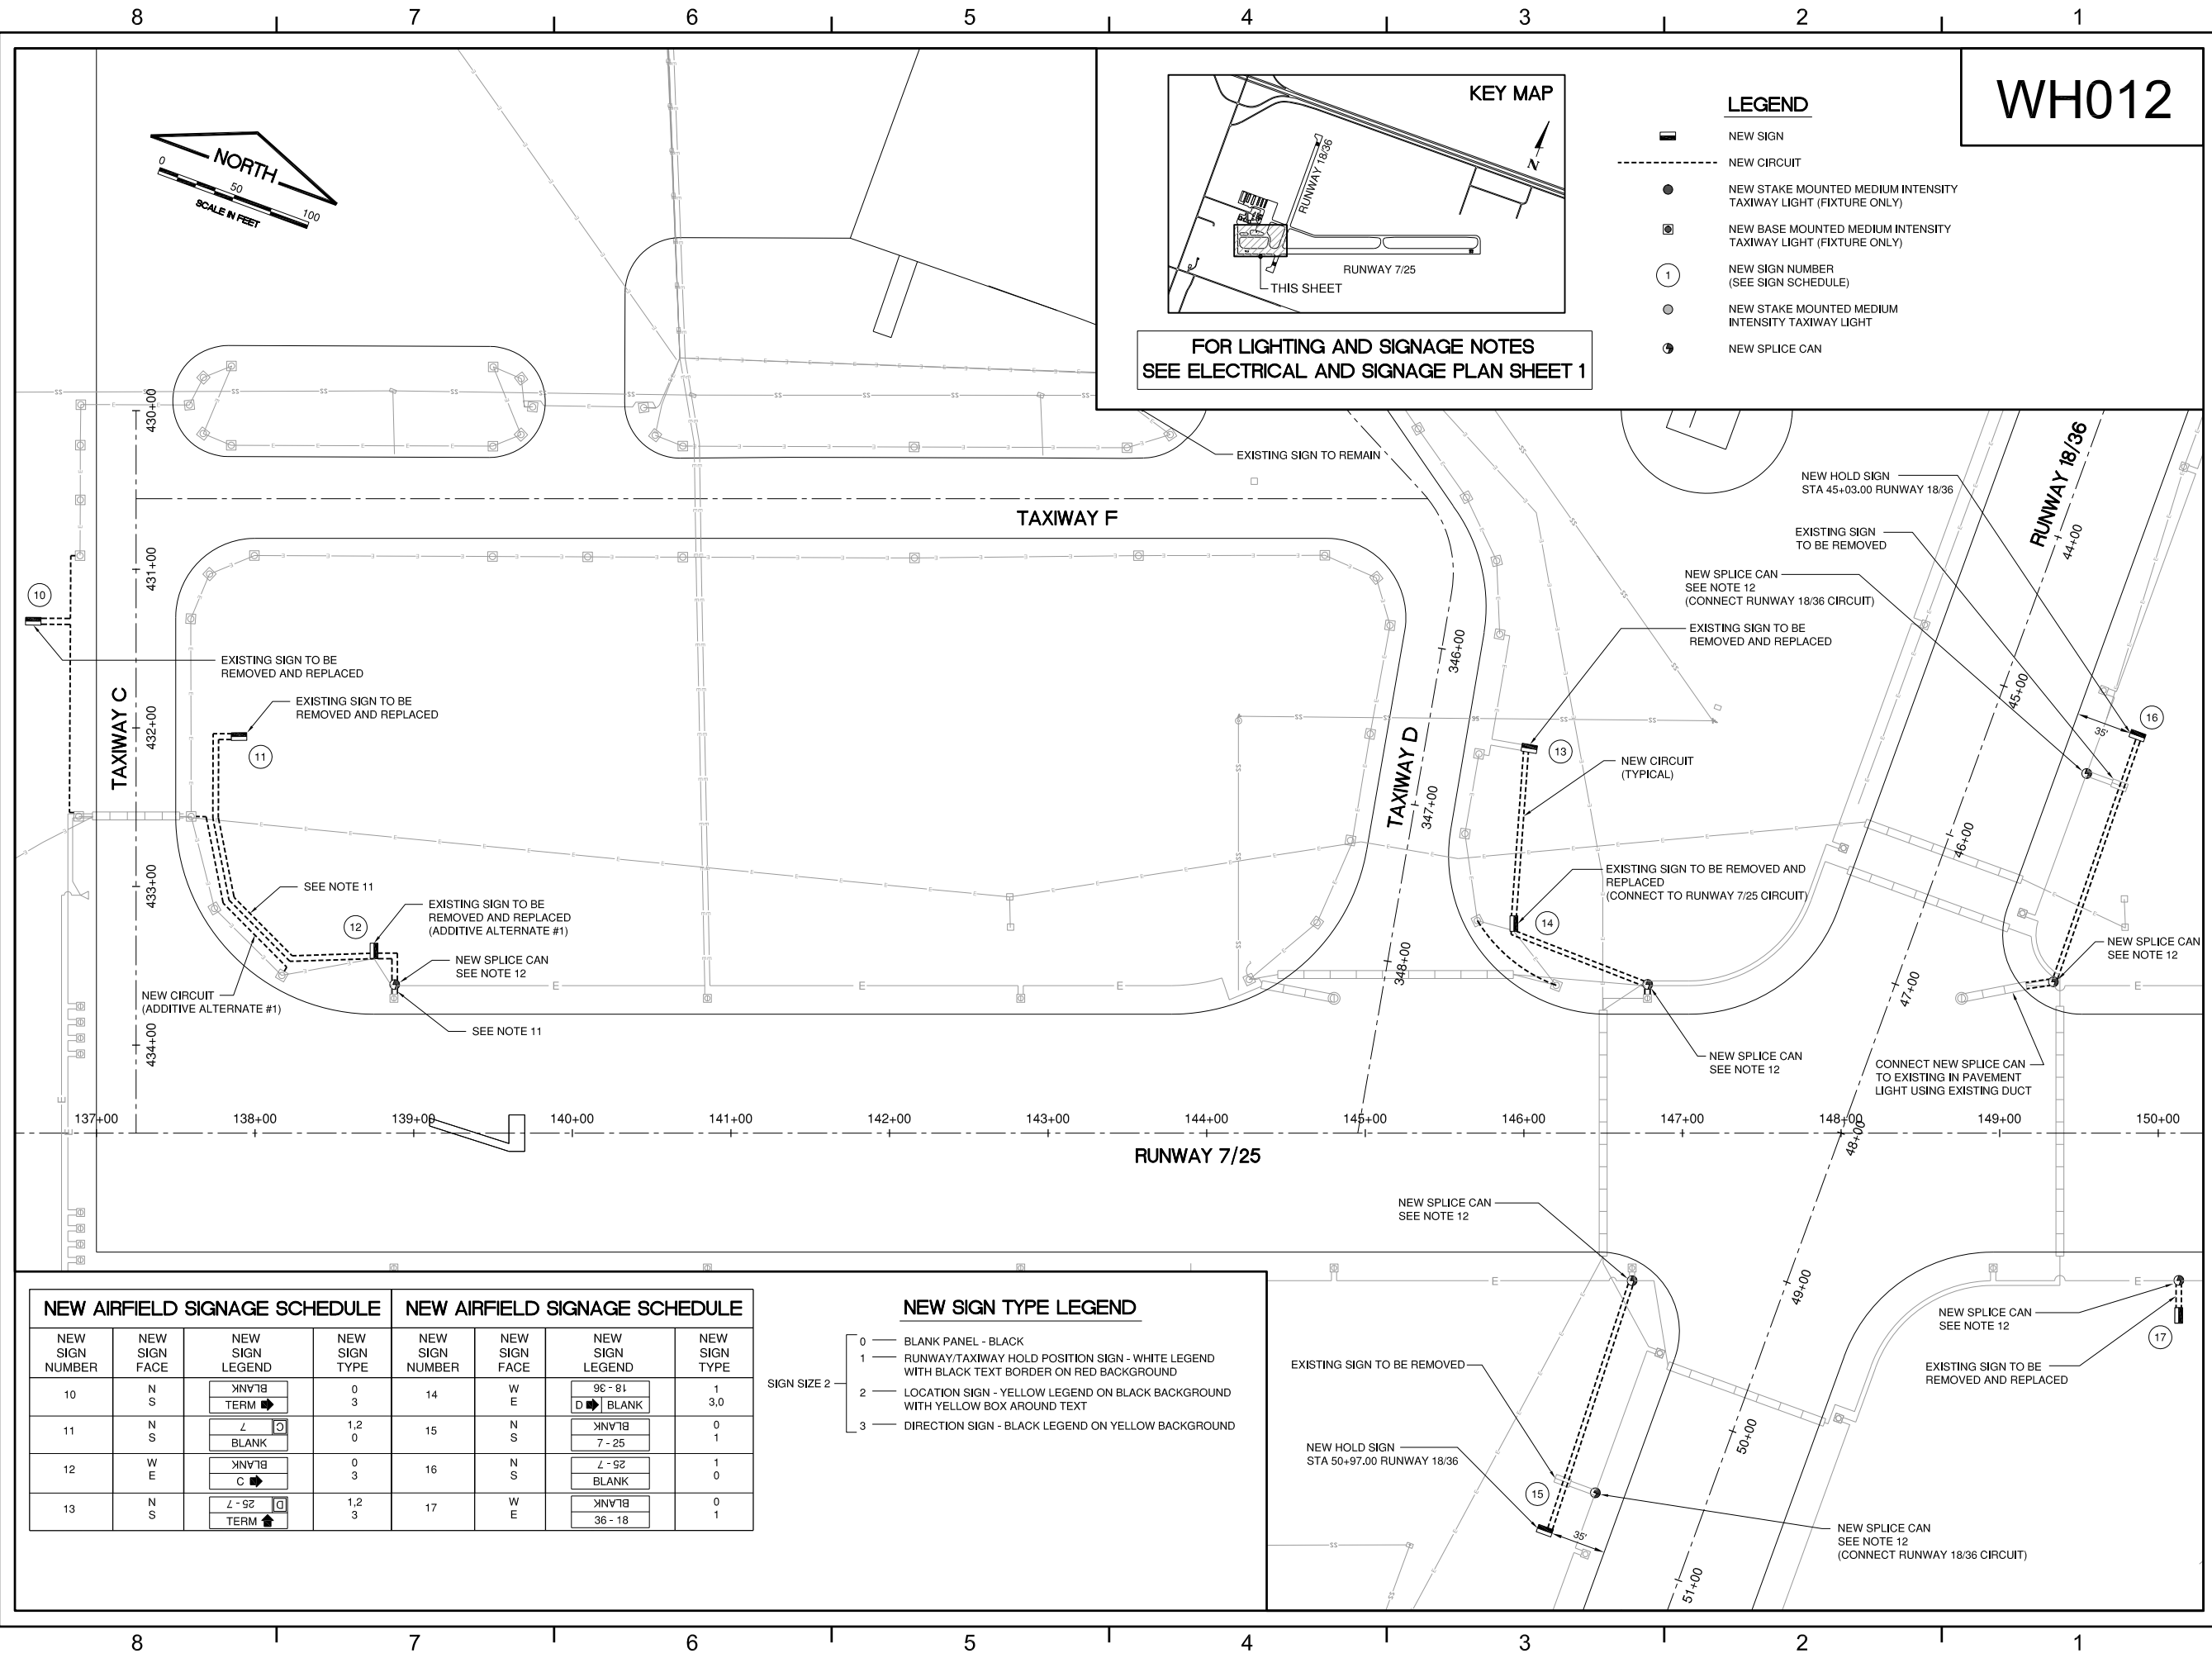 8 7 6 5 4 3 2 1
WH012
NORTH
0 50 100
SCALE IN FEET
KEY MAP
N
RUNWAY 18/36
RUNWAY 7/25
THIS SHEET
FOR LIGHTING AND SIGNAGE NOTES
SEE ELECTRICAL AND SIGNAGE PLAN SHEET 1
LEGEND
NEW SIGN
NEW CIRCUIT
NEW STAKE MOUNTED MEDIUM INTENSITY
TAXIWAY LIGHT (FIXTURE ONLY)
NEW BASE MOUNTED MEDIUM INTENSITY
TAXIWAY LIGHT (FIXTURE ONLY)
1
NEW SIGN NUMBER
(SEE SIGN SCHEDULE)
NEW STAKE MOUNTED MEDIUM
INTENSITY TAXIWAY LIGHT
NEW SPLICE CAN
430+00
431+00
432+00
433+00
434+00
TAXIWAY C
TAXIWAY F
TAXIWAY D
346+00
347+00
348+00
RUNWAY 18/36
44+00
45+00
46+00
47+00
48+00
49+00
50+00
51+00
EXISTING SIGN TO REMAIN
10
EXISTING SIGN TO BE
REMOVED AND REPLACED
EXISTING SIGN TO BE
REMOVED AND REPLACED
11
SEE NOTE 11
12
EXISTING SIGN TO BE
REMOVED AND REPLACED
(ADDITIVE ALTERNATE #1)
NEW SPLICE CAN
SEE NOTE 12
NEW CIRCUIT
(ADDITIVE ALTERNATE #1)
SEE NOTE 11
NEW HOLD SIGN
STA 45+03.00 RUNWAY 18/36
EXISTING SIGN
TO BE REMOVED
NEW SPLICE CAN
SEE NOTE 12
(CONNECT RUNWAY 18/36 CIRCUIT)
EXISTING SIGN TO BE
REMOVED AND REPLACED
16
35'
13
NEW CIRCUIT
(TYPICAL)
EXISTING SIGN TO BE REMOVED AND
REPLACED
(CONNECT TO RUNWAY 7/25 CIRCUIT)
14
NEW SPLICE CAN
SEE NOTE 12
NEW SPLICE CAN
SEE NOTE 12
CONNECT NEW SPLICE CAN
TO EXISTING IN PAVEMENT
LIGHT USING EXISTING DUCT
137+00 138+00 139+00 140+00 141+00 142+00 143+00 144+00 145+00 146+00 147+00 148+00 149+00 150+00
RUNWAY 7/25
NEW SPLICE CAN
SEE NOTE 12
EXISTING SIGN TO BE REMOVED
NEW HOLD SIGN
STA 50+97.00 RUNWAY 18/36
15
35'
NEW SPLICE CAN
SEE NOTE 12
(CONNECT RUNWAY 18/36 CIRCUIT)
NEW SPLICE CAN
SEE NOTE 12
17
EXISTING SIGN TO BE
REMOVED AND REPLACED
NEW AIRFIELD SIGNAGE SCHEDULE
NEW SIGN NUMBER NEW SIGN FACE NEW SIGN LEGEND NEW SIGN TYPE
10 N BLANK 0
S TERM 3
11 N C 7 1,2
S BLANK 0
12 W BLANK 0
E C 3
13 N D 25 - 7 1,2
S TERM 3
NEW AIRFIELD SIGNAGE SCHEDULE
NEW SIGN NUMBER NEW SIGN FACE NEW SIGN LEGEND NEW SIGN TYPE
14 W 18 - 36 1
E D BLANK 3,0
15 N BLANK 0
S 7 - 25 1
16 N 25 - 7 1
S BLANK 0
17 W BLANK 0
E 36 - 18 1
NEW SIGN TYPE LEGEND
SIGN SIZE 2
0 BLANK PANEL - BLACK
1 RUNWAY/TAXIWAY HOLD POSITION SIGN - WHITE LEGEND
WITH BLACK TEXT BORDER ON RED BACKGROUND
2 LOCATION SIGN - YELLOW LEGEND ON BLACK BACKGROUND
WITH YELLOW BOX AROUND TEXT
3 DIRECTION SIGN - BLACK LEGEND ON YELLOW BACKGROUND
8 7 6 5 4 3 2 1